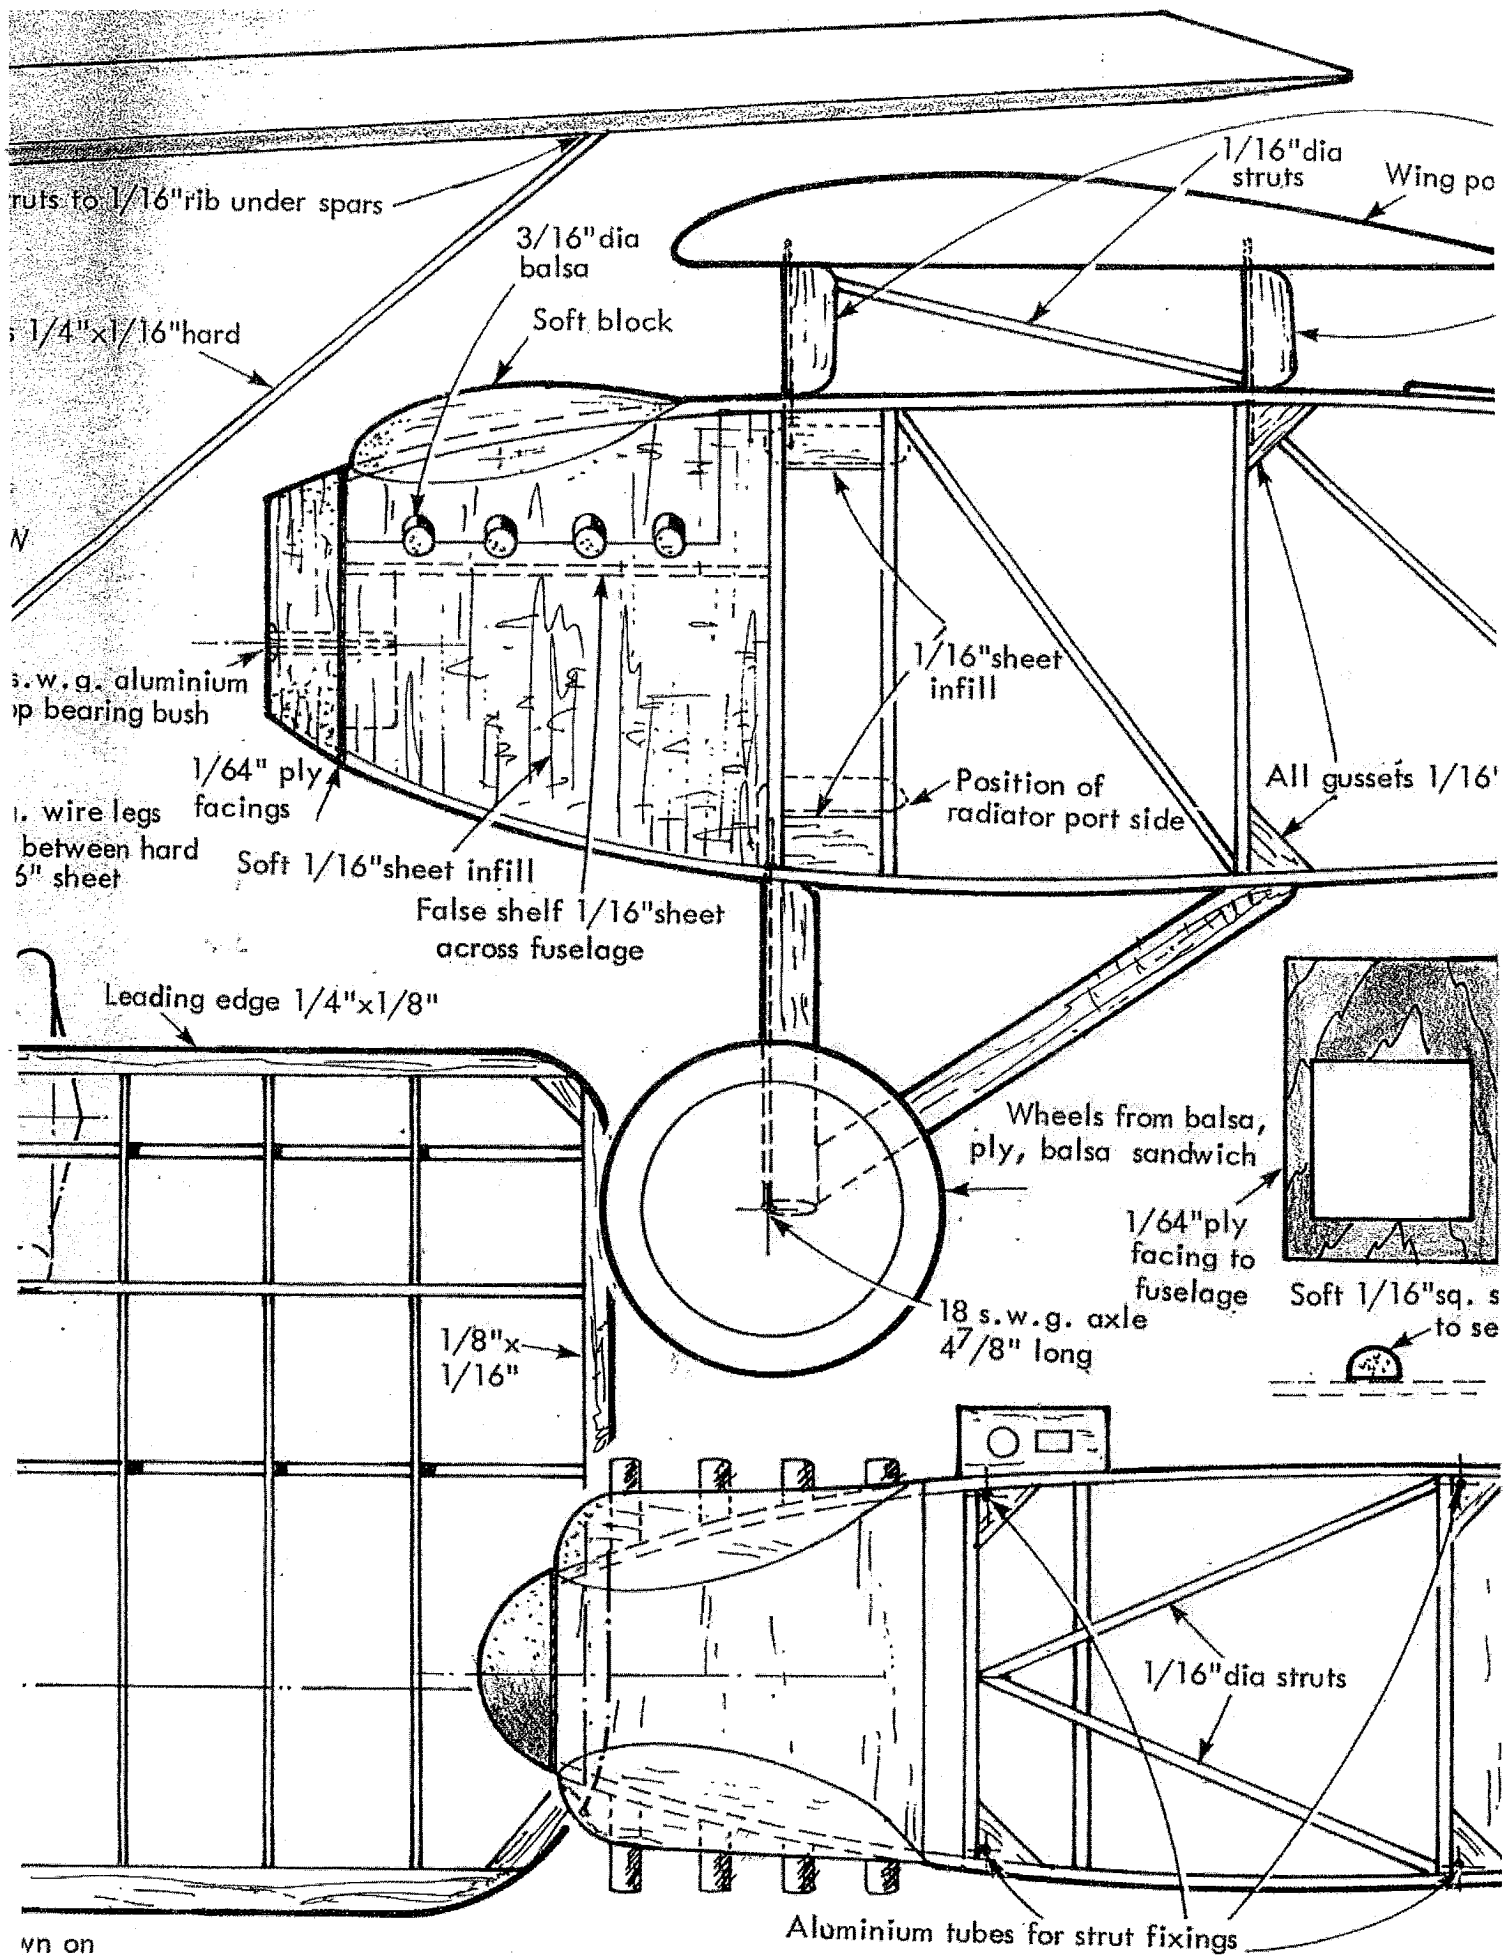 1/16"dia
struts
Wing po
ruts to 1/16"rib under spars
3/16"dia
balsa
Soft block
1/4"x1/16"hard
W
1/16"sheet
infill
s.w.g. aluminium
op bearing bush
1/64" ply
facings
Position of
radiator port side
All gussets 1/16"
. wire legs
between hard
6" sheet
Soft 1/16"sheet infill
False shelf 1/16"sheet
across fuselage
Leading edge 1/4"x1/8"
Wheels from balsa,
ply, balsa sandwich
1/64"ply
facing to
fuselage
Soft 1/16"sq. s
to se
18 s.w.g. axle
4 7/8" long
1/8"x
1/16"
1/16"dia struts
Aluminium tubes for strut fixings
wn on